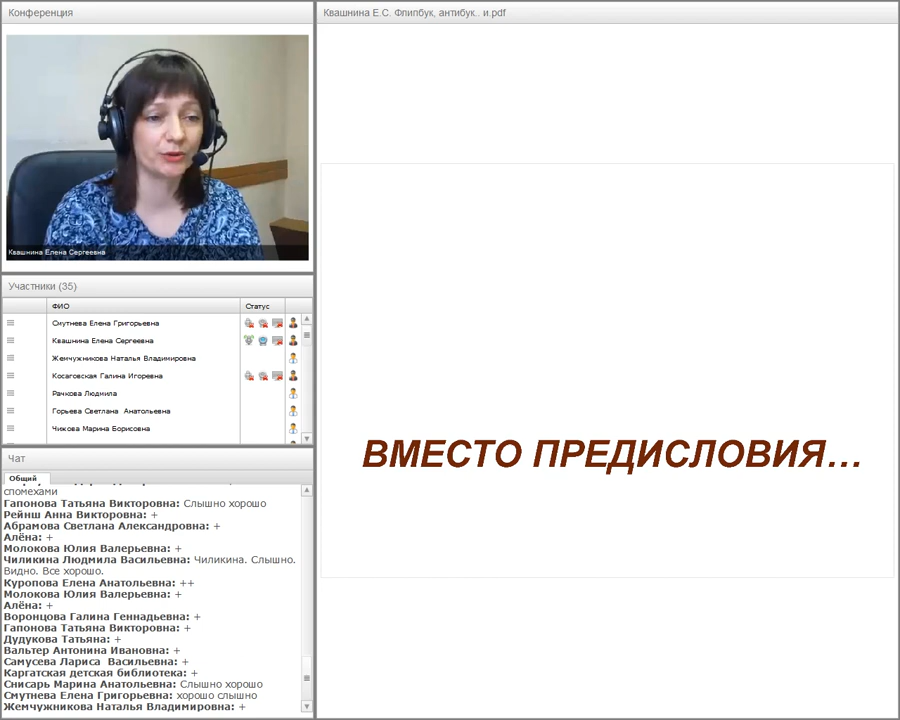 Конференция
Квашнина Елена Сергеевна
Участники (35)
ФИО Статус
Смутнева Елена Григорьевна
Квашнина Елена Сергеевна
Жемчужникова Наталья Владимировна
Косаговская Галина Игоревна
Рачкова Людмила
Горьева Светлана Анатольевна
Чижова Марина Борисовна
Чат
Общий
спомехами
Гапонова Татьяна Викторовна: Слышно хорошо
Рейнш Анна Викторовна: +
Абрамова Светлана Александровна: +
Алёна: +
Молокова Юлия Валерьевна: +
Чиликина Людмила Васильевна: Чиликина. Слышно.
Видно. Все хорошо.
Куропова Елена Анатольевна: ++
Молокова Юлия Валерьевна: +
Алёна: +
Воронцова Галина Геннадьевна: +
Гапонова Татьяна Викторовна: +
Дудукова Татьяна: +
Вальтер Антонина Ивановна: +
Самусева Лариса Васильевна: +
Каргатская детская библиотека: +
Снисарь Марина Анатольевна: Слышно хорошо
Смутнева Елена Григорьевна: хорошо слышно
Жемчужникова Наталья Владимировна: +
Квашнина Е.С. Флипбук, антибук.. и.pdf
ВМЕСТО ПРЕДИСЛОВИЯ...